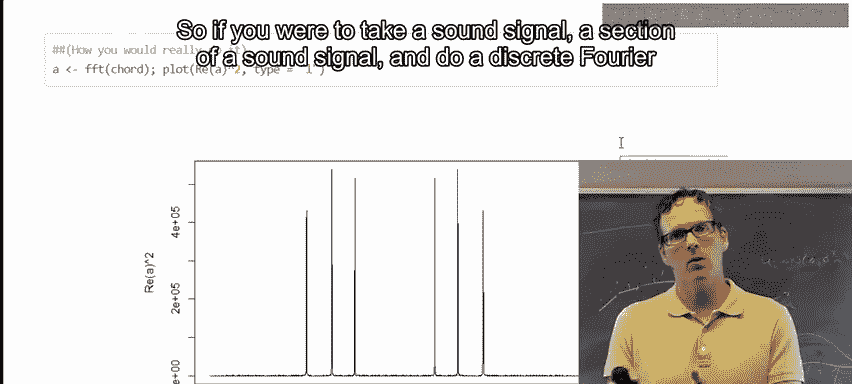 So if you were to take a sound signal, a section
of a sound signal, and do a discrete Fourier
##(How you would really
a <- fft(chord); plot(Re(a)^2, type =
Re(a)^2
4e+05
2e+05
e+00